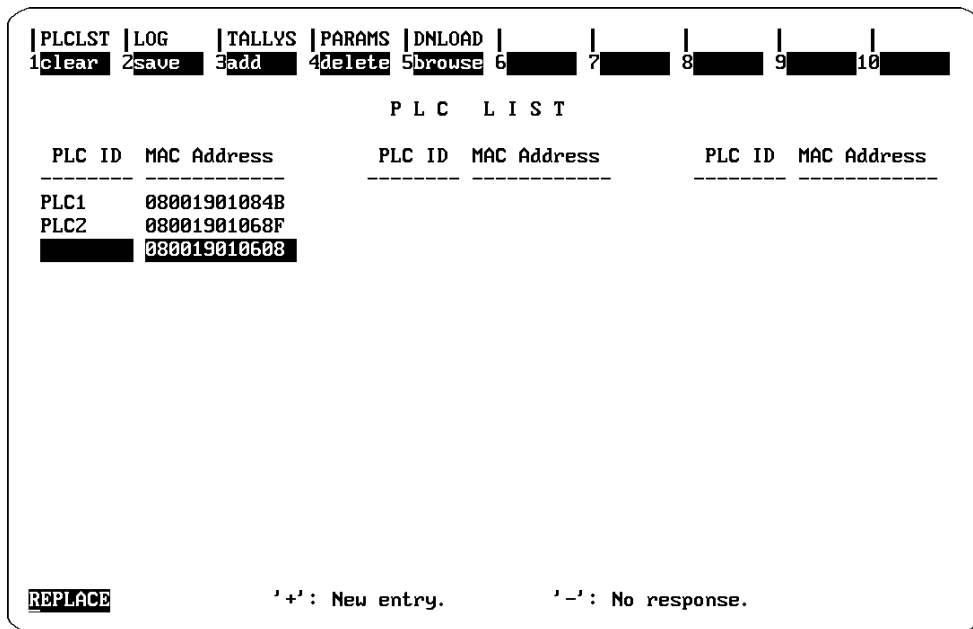 |PLCLST |LOG |TALLYS |PARAMS |DNLOAD | | | | |
1clear 2save 3add 4delete 5browse 6 7 8 9 10
P L C L I S T
PLC ID MAC Address PLC ID MAC Address PLC ID MAC Address
-------- ------------ -------- ------------ -------- ------------
PLC1 08001901084B
PLC2 08001901068F
080019010608
REPLACE '+': New entry. '-': No response.